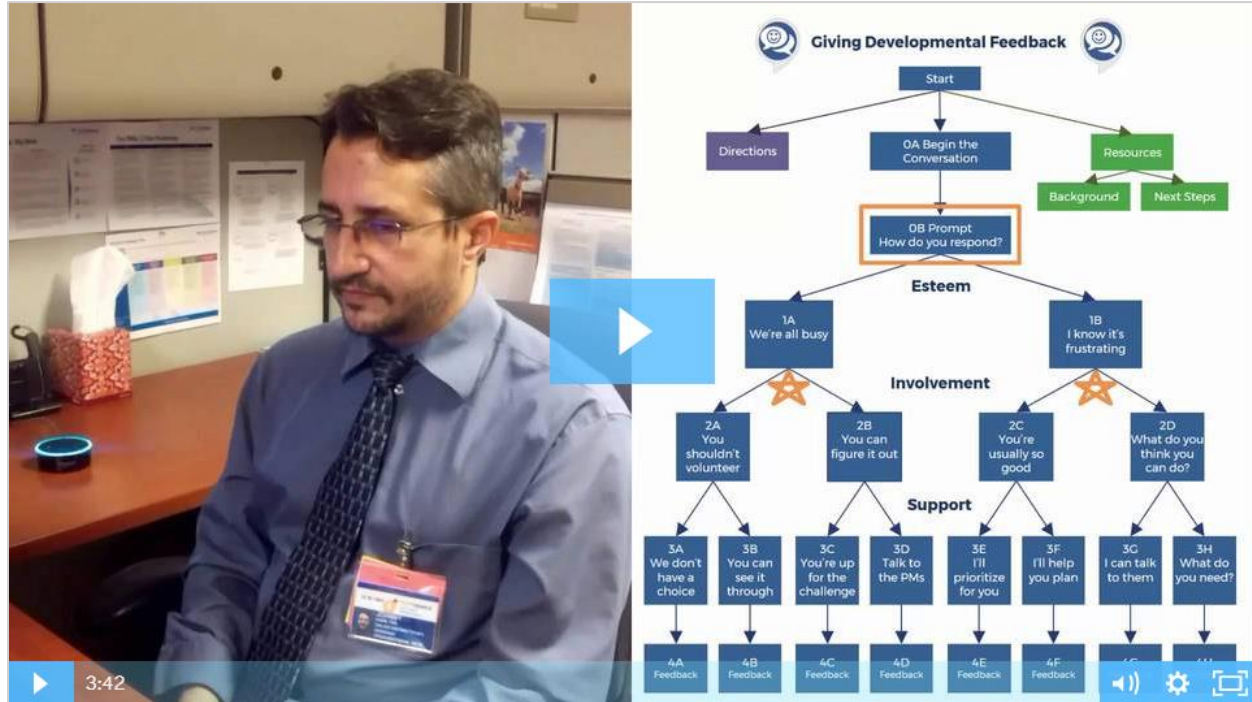 Giving Developmental Feedback
Start
Directions
0A Begin the
Conversation
Resources
Background
Next Steps
0B Prompt
How do you respond?
Esteem
1A
We're all busy
1B
I know it's
frustrating
Involvement
2A
You
shouldn't
volunteer
2B
You can
figure it out
2C
You're
usually so
good
2D
What do you
think you
can do?
Support
3A
We don't
have a
choice
3B
You can
see it
through
3C
You're up
for the
challenge
3D
Talk to
the PMs
3E
I'll
prioritize
for you
3F
I'll help
you plan
3G
I can talk
to them
3H
What do
you need?
4A
Feedback
4B
Feedback
4C
Feedback
4D
Feedback
4E
Feedback
4F
Feedback
3:42